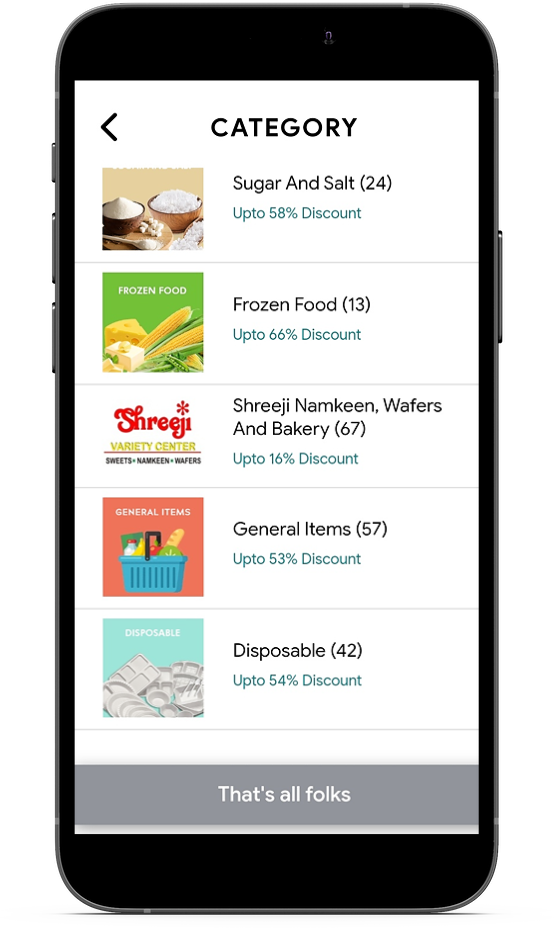 CATEGORY
Sugar And Salt (24)
Upto 58% Discount
FROZEN FOOD
Frozen Food (13)
Upto 66% Discount
Shreeji
VARIETY CENTER
SWEETS • NAMKEEN • WAFERS
Shreeji Namkeen, Wafers
And Bakery (67)
Upto 16% Discount
GENERAL ITEMS
General Items (57)
Upto 53% Discount
DISPOSABLE
Disposable (42)
Upto 54% Discount
That's all folks